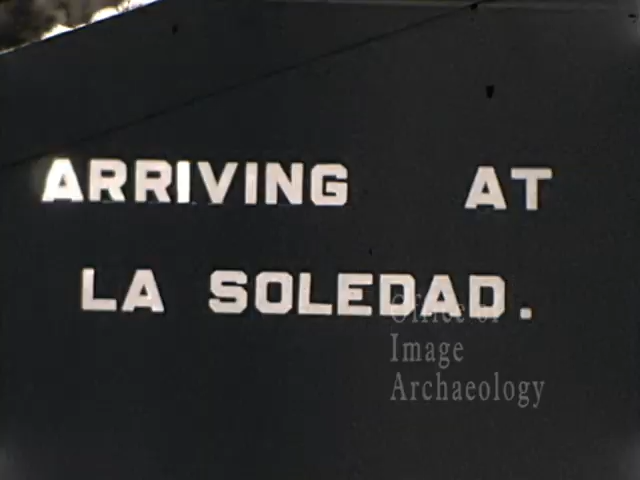 ARRIVING AT
LA SOLEDAD.
Office of
Image
Archaeology